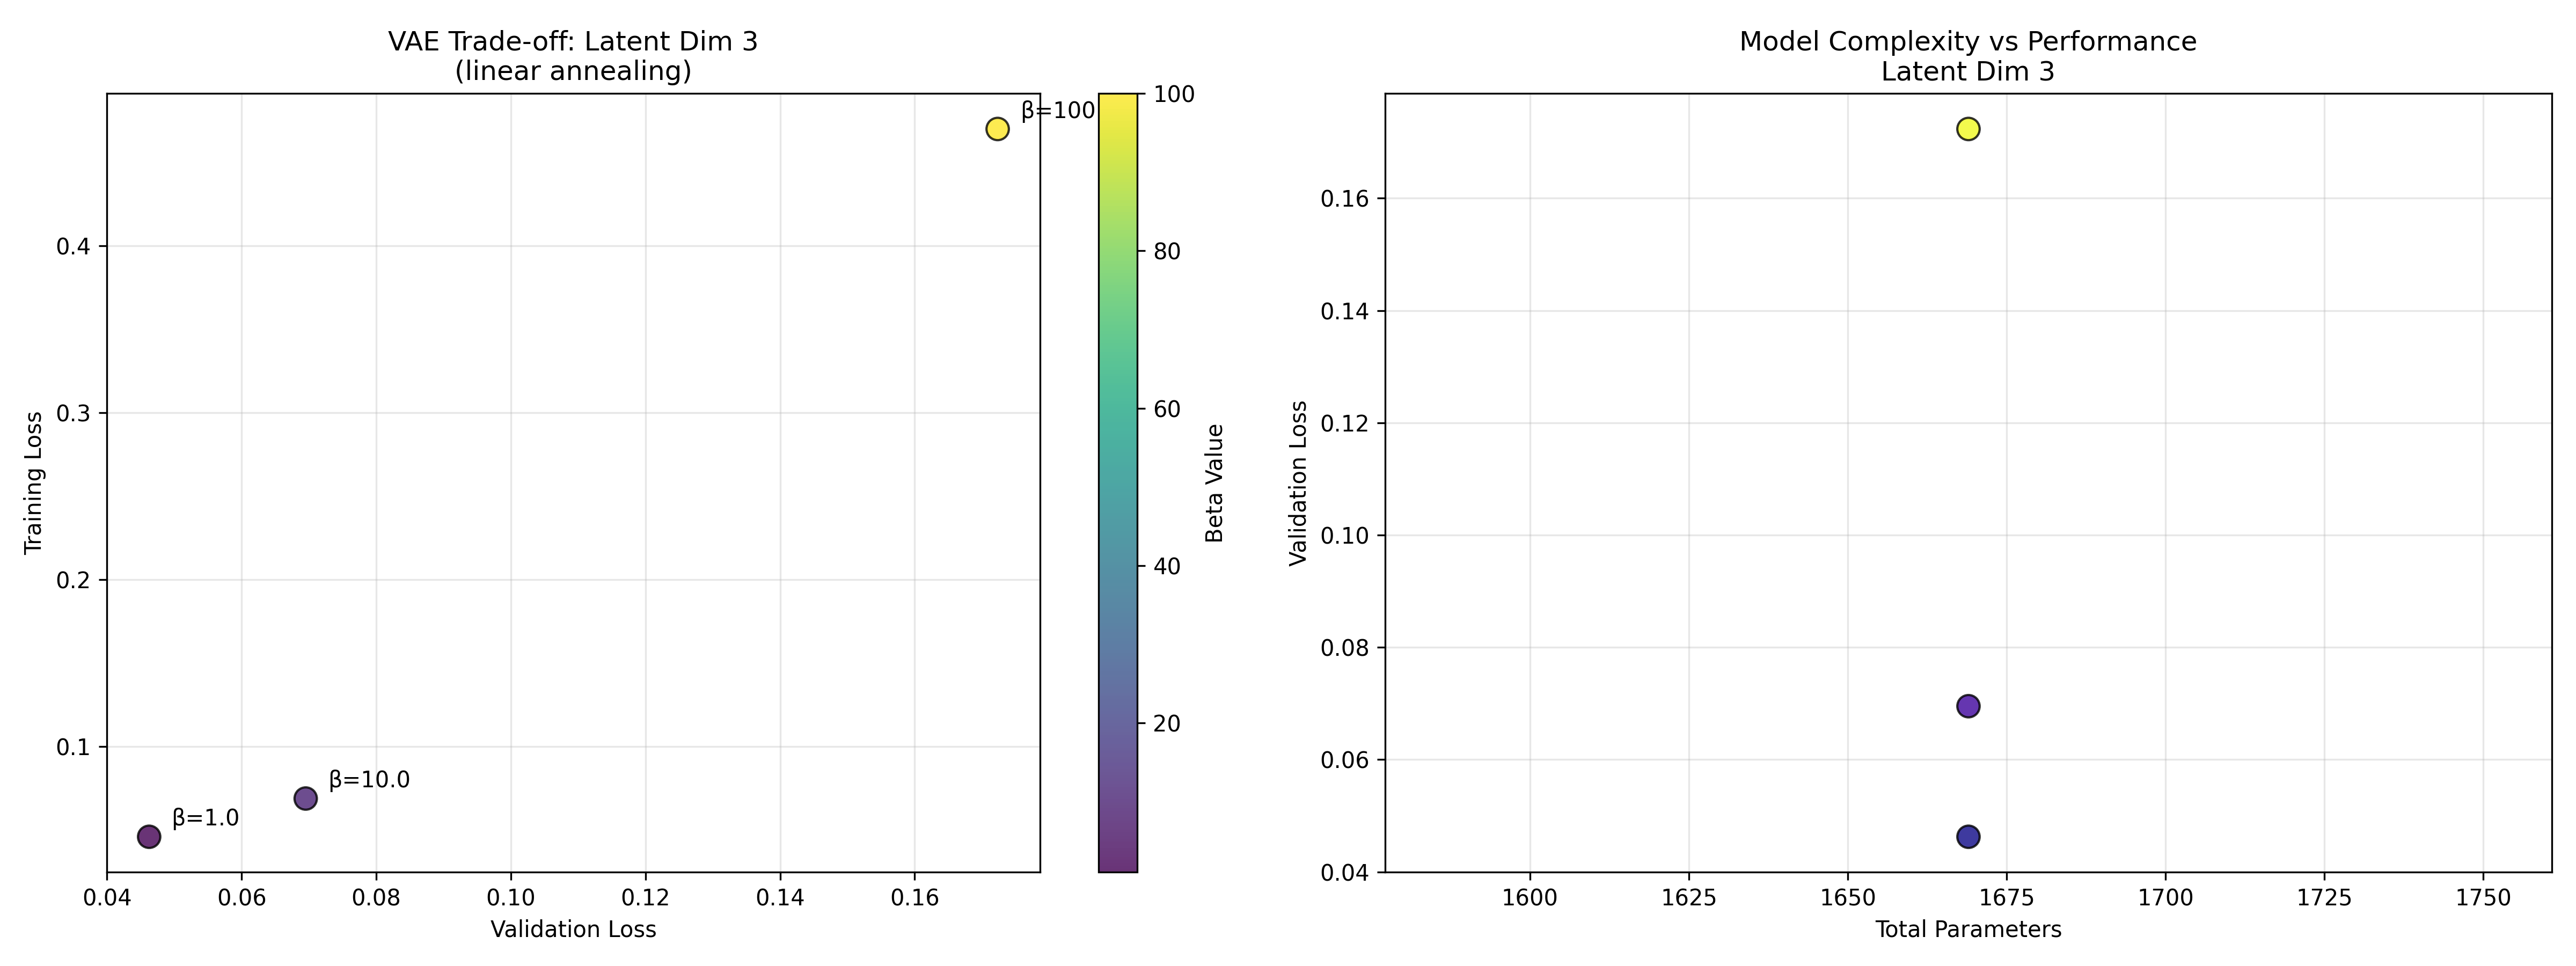 VAE Trade-off: Latent Dim 3
(linear annealing)
Training Loss
0.4
0.3
0.2
0.1
β=100
β=10.0
β=1.0
0.04 0.06 0.08 0.10 0.12 0.14 0.16
Validation Loss
100
80
60
40
20
Beta Value
Model Complexity vs Performance
Latent Dim 3
Validation Loss
0.16
0.14
0.12
0.10
0.08
0.06
0.04
1600 1625 1650 1675 1700 1725 1750
Total Parameters